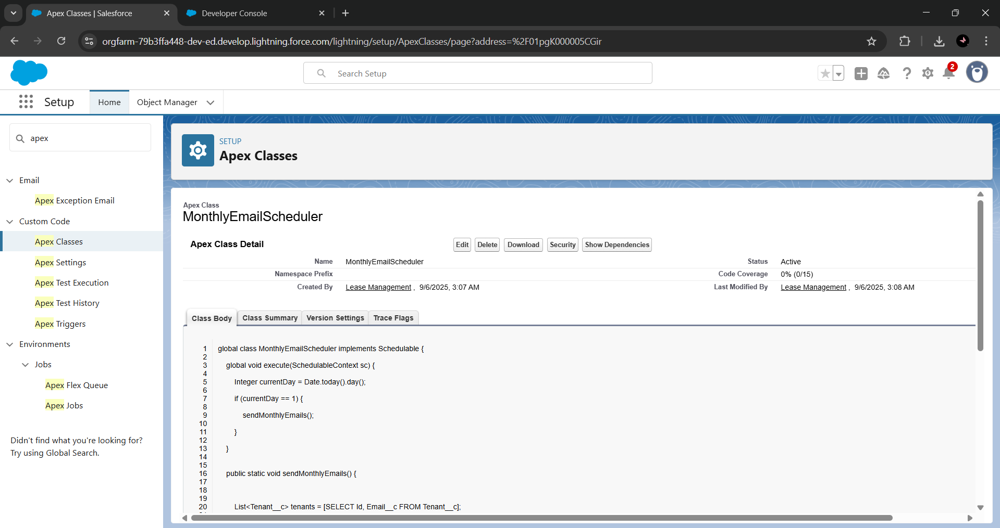 Apex Classes | Salesforce
Developer Console
orgfarm-79b3ffa448-dev-ed.develop.lightning.force.com/lightning/setup/ApexClasses/page?address=%2F01pgK000005CGir
Search Setup
2
Setup
Home
Object Manager
apex
Email
Apex Exception Email
Custom Code
Apex Classes
Apex Settings
Apex Test Execution
Apex Test History
Apex Triggers
Environments
Jobs
Apex Flex Queue
Apex Jobs
Didn't find what you're looking for?
Try using Global Search.
SETUP
Apex Classes
Apex Class
MonthlyEmailScheduler
Apex Class Detail
Edit Delete Download Security Show Dependencies
Name MonthlyEmailScheduler Status Active
Namespace Prefix Code Coverage 0% (0/15)
Created By Lease Management , 9/6/2025, 3:07 AM Last Modified By Lease Management , 9/6/2025, 3:08 AM
Class Body Class Summary Version Settings Trace Flags
1 global class MonthlyEmailScheduler implements Schedulable {
2
3 global void execute(SchedulableContext sc) {
4
5 Integer currentDay = Date.today().day();
6
7 if (currentDay == 1) {
8
9 sendMonthlyEmails();
10
11 }
12
13 }
14
15
16 public static void sendMonthlyEmails() {
17
18
19
20 List<Tenant__c> tenants = [SELECT Id, Email__c FROM Tenant__c];